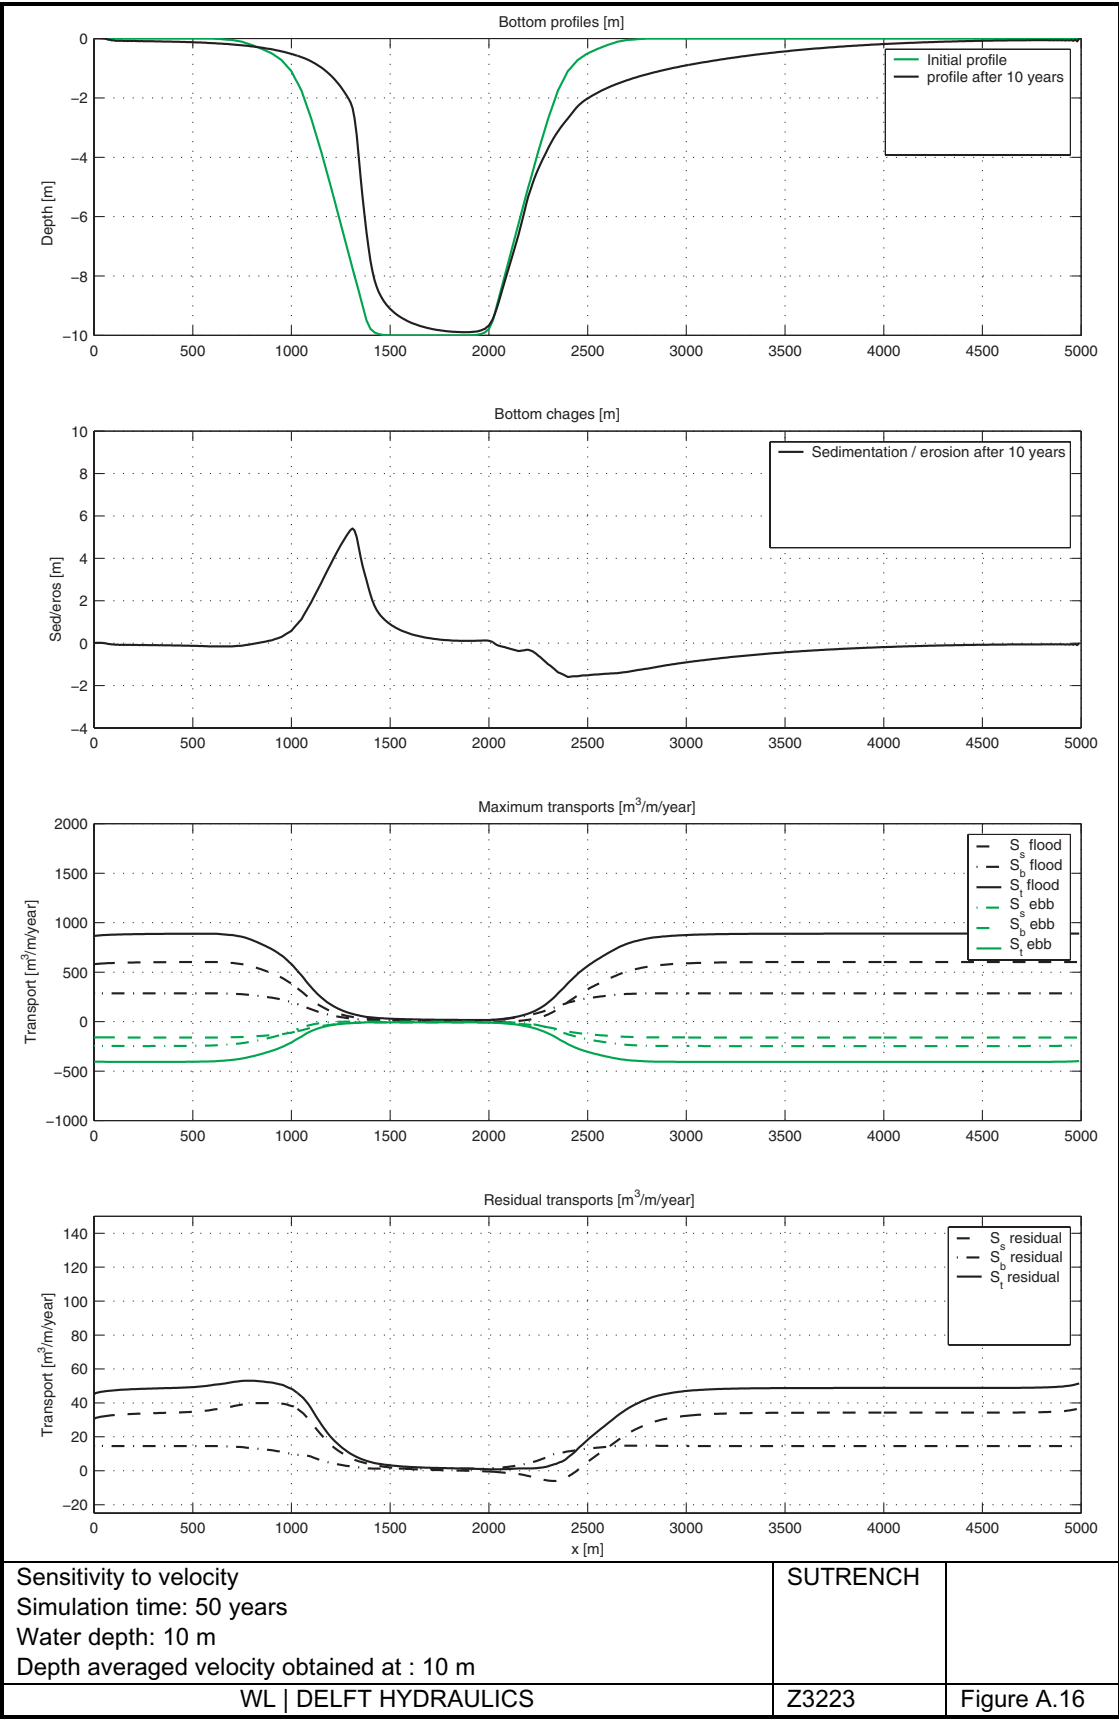 Bottom profiles [m]
Initial profile
profile after 10 years
Depth [m]
0
−2
−4
−6
−8
−10
0 500 1000 1500 2000 2500 3000 3500 4000 4500 5000
Bottom chages [m]
Sedimentation / erosion after 10 years
Sed/eros [m]
10
8
6
4
2
0
−2
−4
0 500 1000 1500 2000 2500 3000 3500 4000 4500 5000
Maximum transports [m3/m/year]
Ss flood
Sb flood
St flood
Ss ebb
Sb ebb
St ebb
Transport [m3/m/year]
2000
1500
1000
500
0
−500
−1000
0 500 1000 1500 2000 2500 3000 3500 4000 4500 5000
Residual transports [m3/m/year]
Ss residual
Sb residual
St residual
Transport [m3/m/year]
140
120
100
80
60
40
20
0
−20
0 500 1000 1500 2000 2500 3000 3500 4000 4500 5000
x [m]
Sensitivity to velocity
Simulation time: 50 years
Water depth: 10 m
Depth averaged velocity obtained at : 10 m
SUTRENCH
WL | DELFT HYDRAULICS
Z3223
Figure A.16